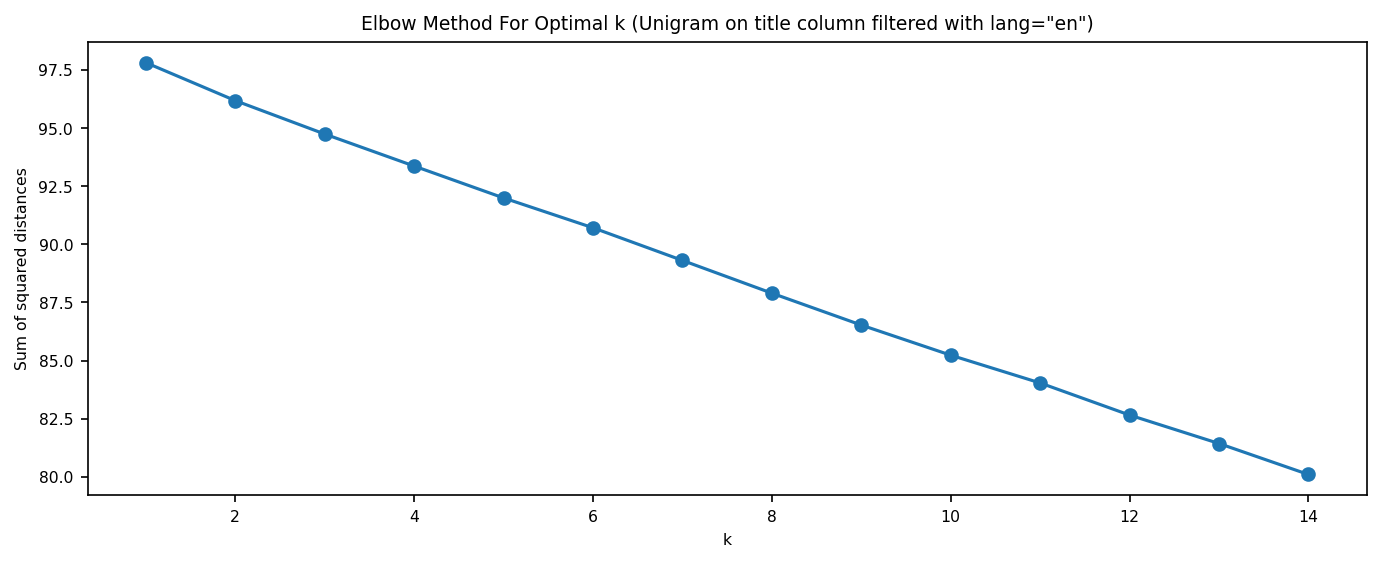 Elbow Method For Optimal k (Unigram on title column filtered with lang="en")
Sum of squared distances
97.5
95.0
92.5
90.0
87.5
85.0
82.5
80.0
2 4 6 8 10 12 14
k